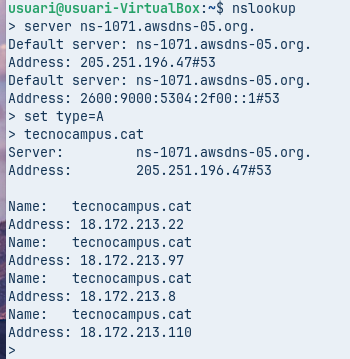 usuari@usuari-VirtualBox:~$ nslookup
> server ns-1071.awsdns-05.org.
Default server: ns-1071.awsdns-05.org.
Address: 205.251.196.47#53
Default server: ns-1071.awsdns-05.org.
Address: 2600:9000:5304:2f00::1#53
> set type=A
> tecnocampus.cat
Server:         ns-1071.awsdns-05.org.
Address:        205.251.196.47#53

Name:   tecnocampus.cat
Address: 18.172.213.22
Name:   tecnocampus.cat
Address: 18.172.213.97
Name:   tecnocampus.cat
Address: 18.172.213.8
Name:   tecnocampus.cat
Address: 18.172.213.110
>